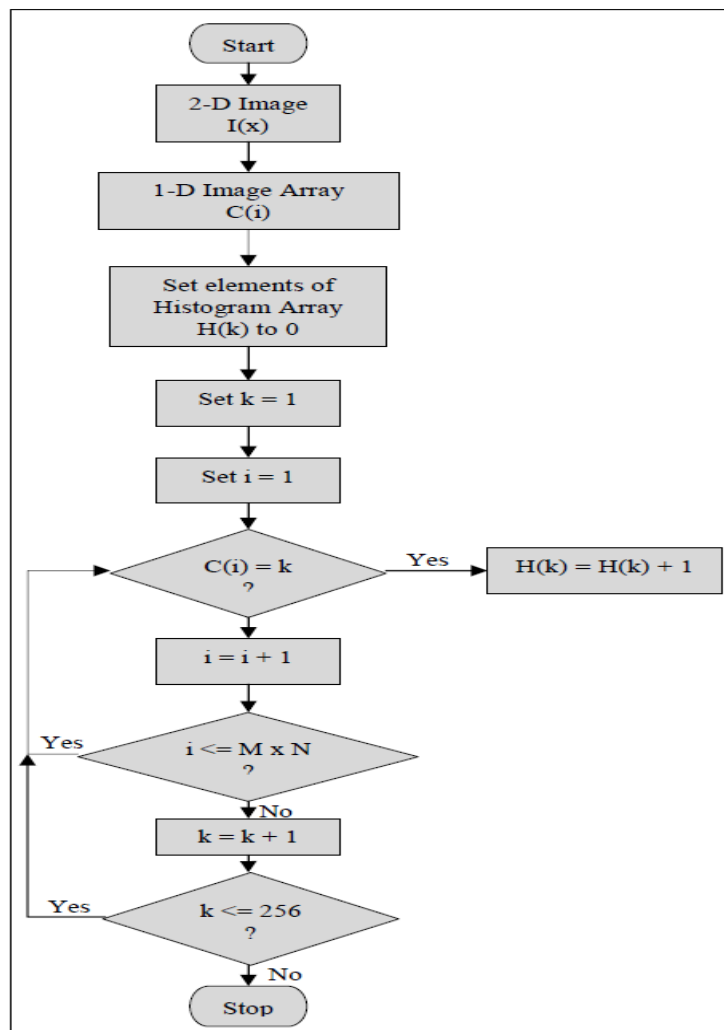 Start
2-D Image
I(x)
1-D Image Array
C(i)
Set elements of
Histogram Array
H(k) to 0
Set k = 1
Set i = 1
C(i) = k
?
Yes
H(k) = H(k) + 1
i = i + 1
i <= M x N
?
Yes
No
k = k + 1
k <= 256
?
Yes
No
Stop